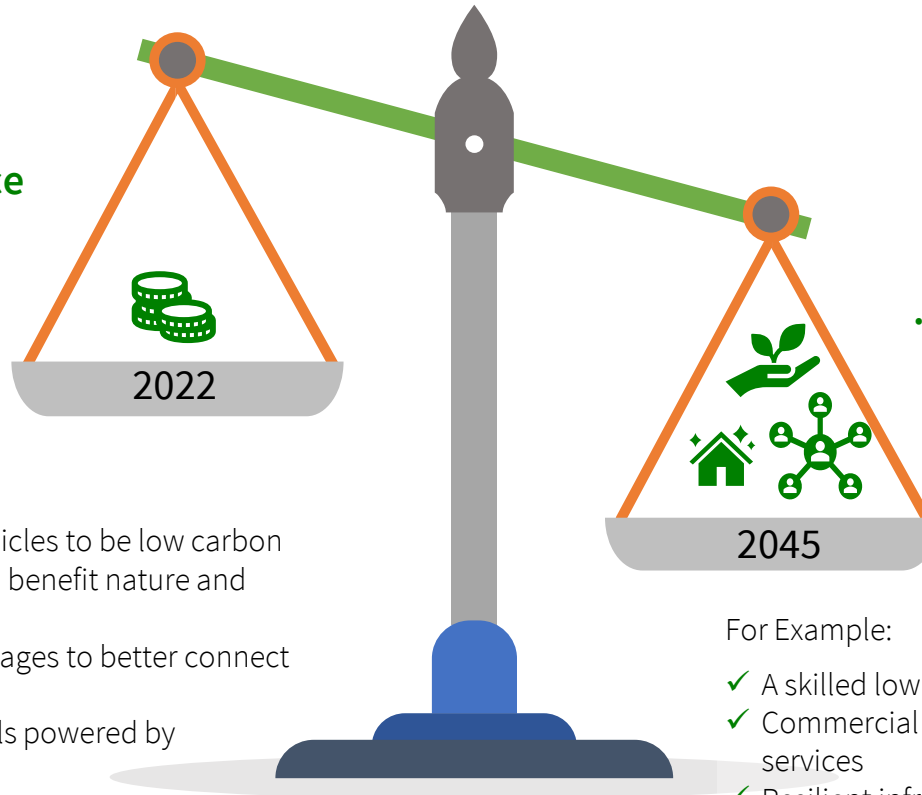 2022
icles to be low carbon
benefit nature and
ages to better connect
ls powered by
2045
For Example:
✓ A skilled low
✓ Commercial
services